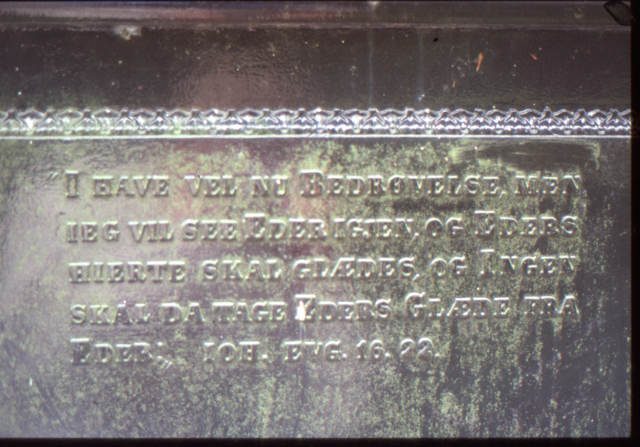 "I HAVE VEL NU BEDRØVELSE, MEN
IEG VIL SEE EDER IGIEN, OG EDERS
HIERTE SKAL GLÆDES, OG INGEN
SKAL DA TAGE EDERS GLÆDE FRA
EDER!„ IOH. EVG. 16. 22.